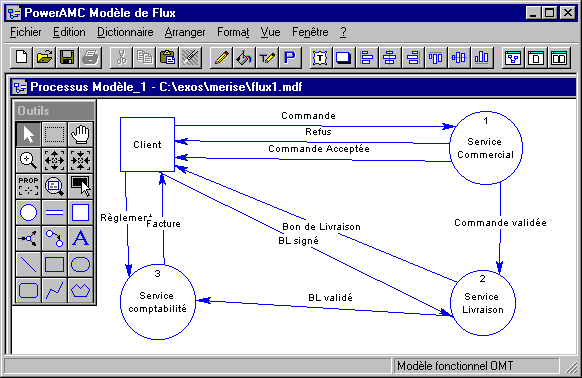 PowerAMC Modèle de Flux
Fichier Edition Dictionnaire Arranger Format Vue Fenêtre ?
P T
Processus Modèle_1 - C:\exos\merise\flux1.mdf
Outils
PROP
A
Client
Commande
Refus
Commande Acceptée
1
Service
Commercial
Règlement
Facture
Bon de Livraison
BL signé
Commande validée
3
Service
comptabilité
BL validé
2
Service
Livraison
Modèle fonctionnel OMT